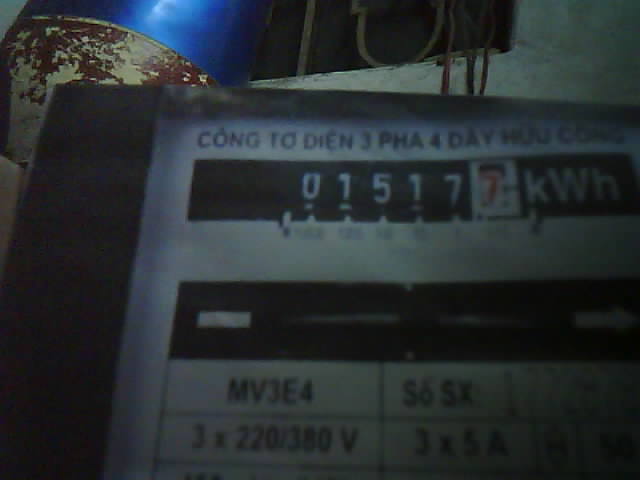 CÔNG TƠ ĐIỆN 3 PHA 4 DÂY HỮU CÔNG
015177 kWh
MV3E4 Số SX
3 x 220/380 V 3 x 5 A 50